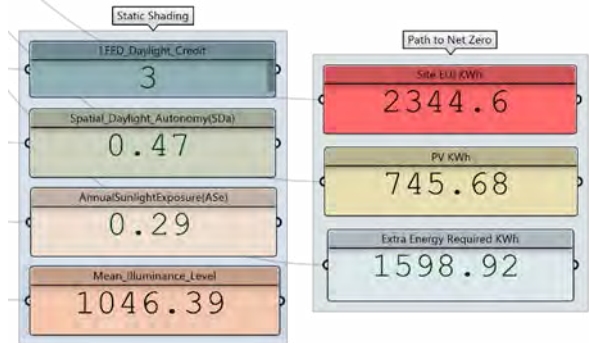 Static Shading
LEED_Daylight_Credit
3
Spatial_Daylight_Autonomy(SDa)
0.47
AnnualSunlightExposure(ASe)
0.29
Mean_Illuminance_Level
1046.39
Path to Net Zero
Site EUI KWh
2344.6
PV KWh
745.68
Extra Energy Required KWh
1598.92